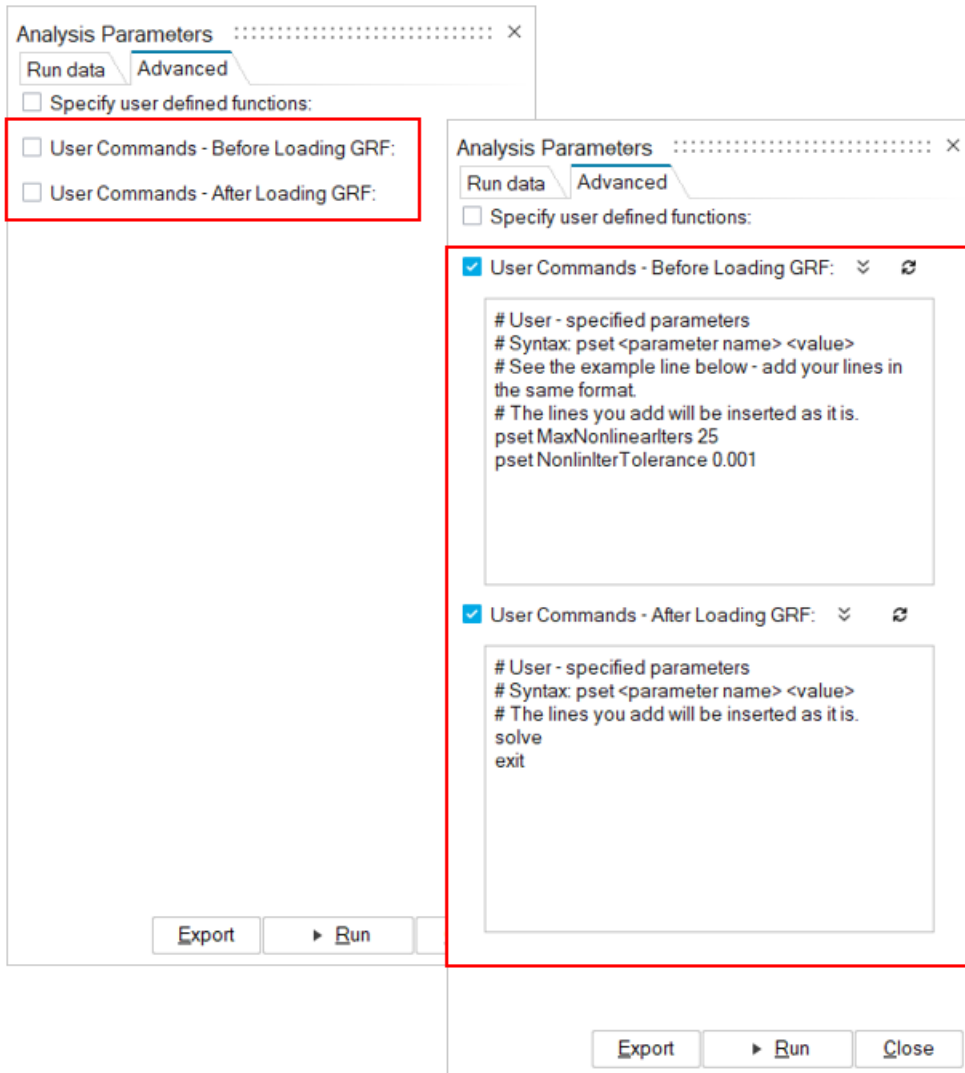 Analysis Parameters
Run data
Advanced
Specify user defined functions:
User Commands - Before Loading GRF:
User Commands - After Loading GRF:
Export
Run
Analysis Parameters
Run data
Advanced
Specify user defined functions:
User Commands - Before Loading GRF:
# User - specified parameters
# Syntax: pset <parameter name> <value>
# See the example line below - add your lines in
the same format.
# The lines you add will be inserted as it is.
pset MaxNonlinearIters 25
pset NonlinIterTolerance 0.001
User Commands - After Loading GRF:
# User - specified parameters
# Syntax: pset <parameter name> <value>
# The lines you add will be inserted as it is.
solve
exit
Export
Run
Close